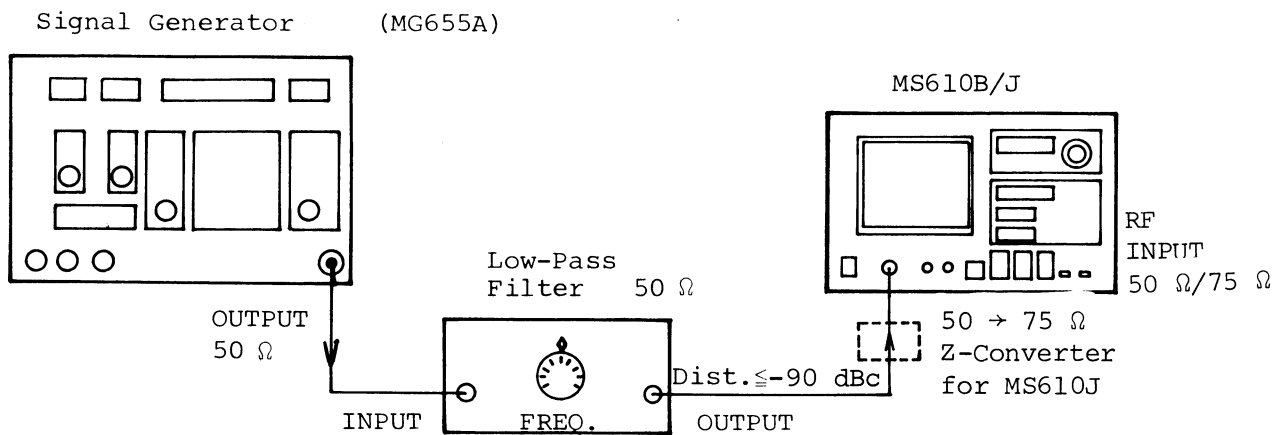 Signal Generator (MG655A)
MS610B/J
RF
INPUT
50 Ω/75 Ω
Low-Pass
Filter 50 Ω
OUTPUT
50 Ω
50 → 75 Ω
Z-Converter
for MS610J
Dist.≦-90 dBc
INPUT
FREQ.
OUTPUT